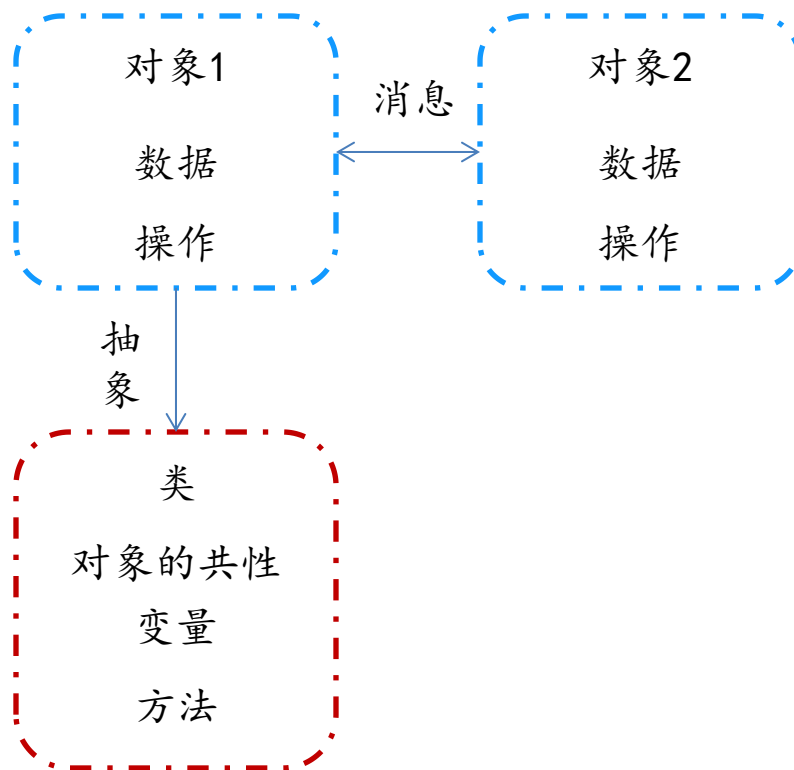 对象1
数据
操作
消息
对象2
数据
操作
抽
象
类
对象的共性
变量
方法